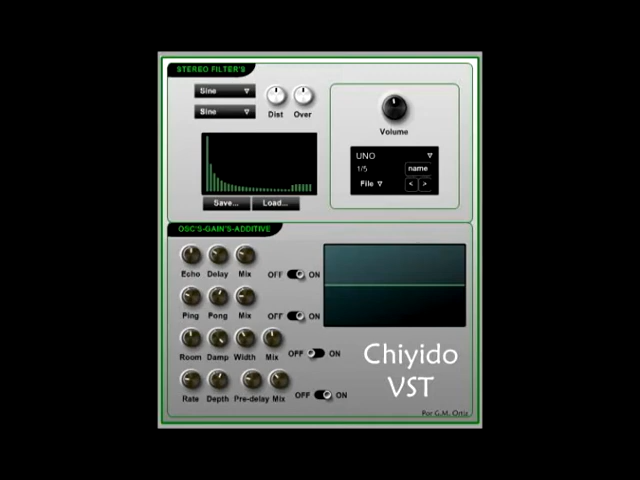 STEREO FILTER'S
Sine
Sine
Dist Over
Volume
UNO
1/5 name
File < >
Save... Load...
OSC'S-GAIN'S-ADDITIVE
Echo Delay Mix OFF ON
Ping Pong Mix OFF ON
Room Damp Width Mix OFF ON
Rate Depth Pre-delay Mix OFF ON
Chiyido
VST
Por G.M. Ortiz